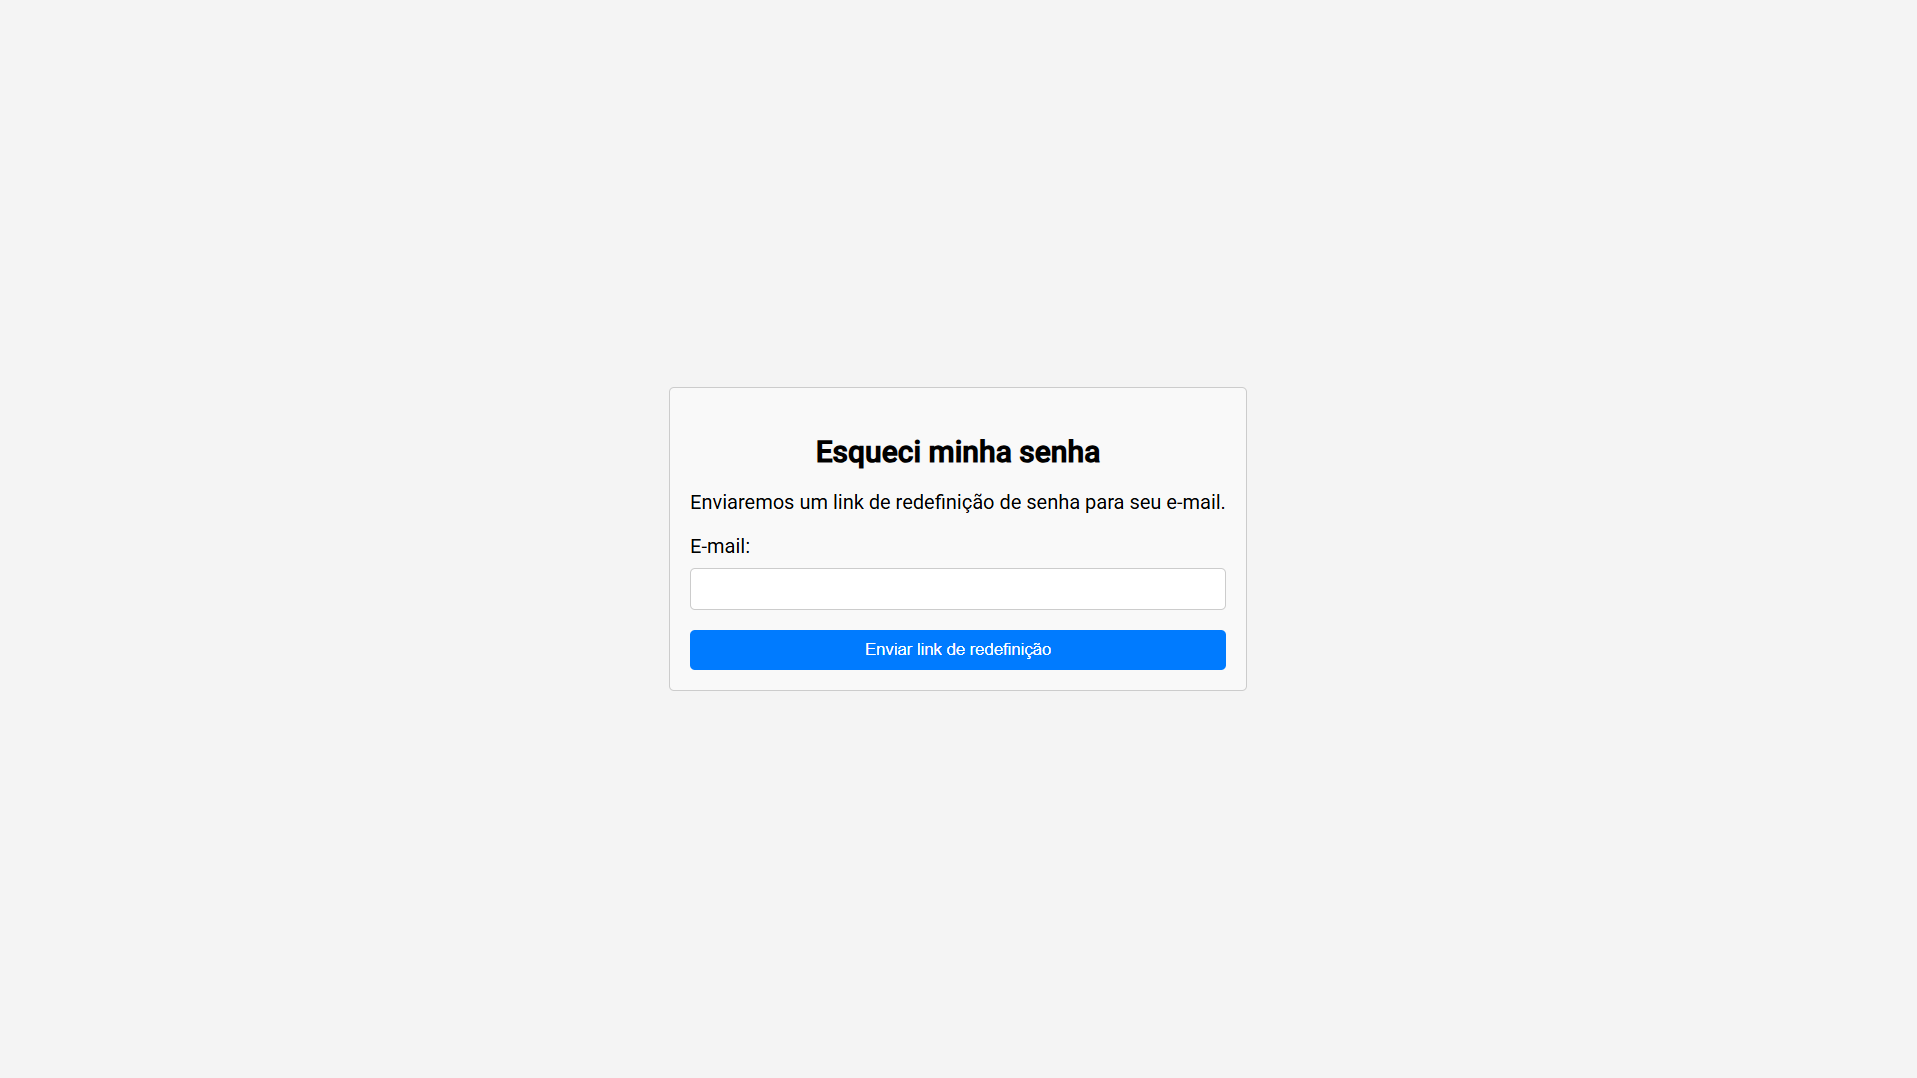 Esqueci minha senha
Enviaremos um link de redefinição de senha para seu e-mail.
E-mail:
Enviar link de redefinição